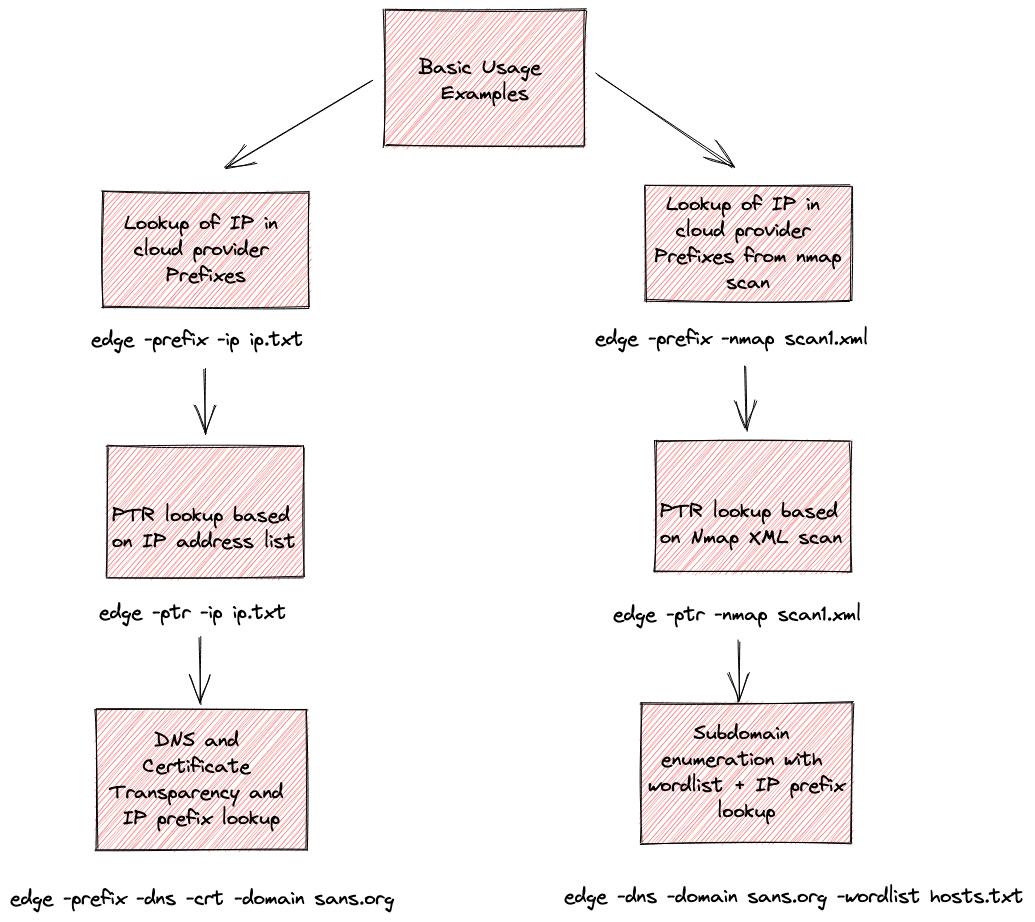 Basic Usage
Examples
Lookup of IP in
cloud provider
Prefixes
edge -prefix -ip ip.txt
PTR lookup based
on IP address list
edge -ptr -ip ip.txt
DNS and
Certificate
Transparency and
IP prefix lookup
edge -prefix -dns -crt -domain sans.org
Lookup of IP in
cloud provider
Prefixes from nmap
scan
edge -prefix -nmap scan1.xml
PTR lookup based
on Nmap XML scan
edge -ptr -nmap scan1.xml
Subdomain
enumeration with
wordlist + IP prefix
lookup
edge -dns -domain sans.org -wordlist hosts.txt